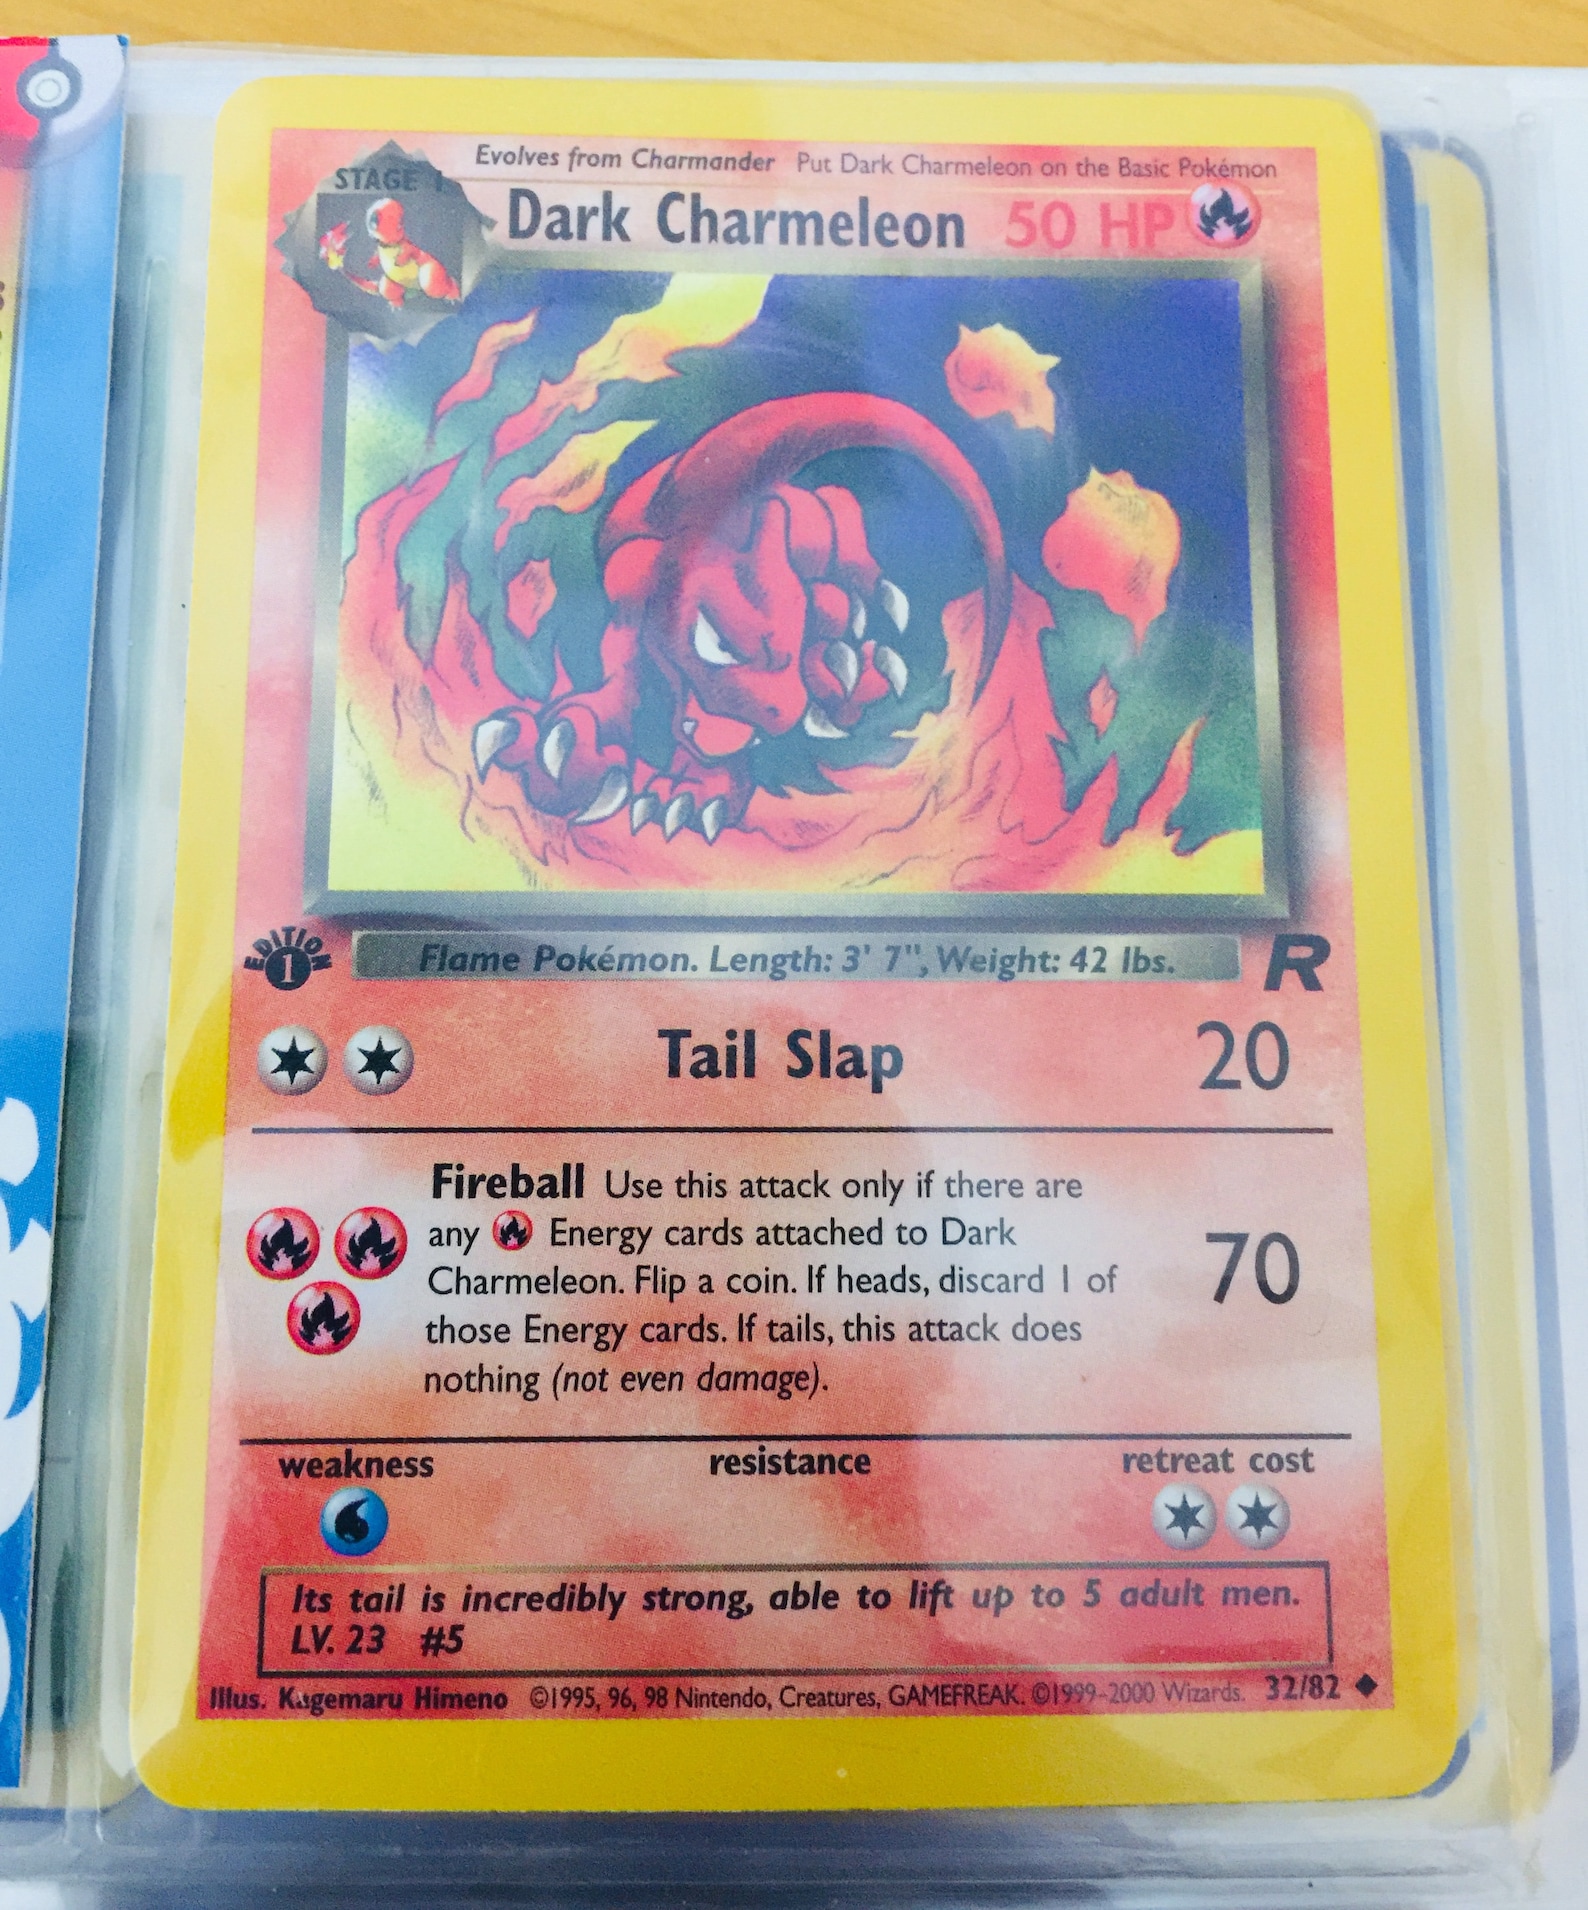 Evolves from Charmander Put Dark Charmeleon on the Basic Pokémon
STAGE 1
Dark Charmeleon 50 HP
EDITION
1
Flame Pokémon. Length: 3' 7", Weight: 42 lbs.
R
Tail Slap 20
Fireball Use this attack only if there are
any Energy cards attached to Dark
Charmeleon. Flip a coin. If heads, discard 1 of
those Energy cards. If tails, this attack does
nothing (not even damage).
70
weakness resistance retreat cost
Its tail is incredibly strong, able to lift up to 5 adult men.
LV. 23 #5
Illus. Kagemaru Himeno ©1995, 96, 98 Nintendo, Creatures, GAMEFREAK. ©1999-2000 Wizards. 32/82